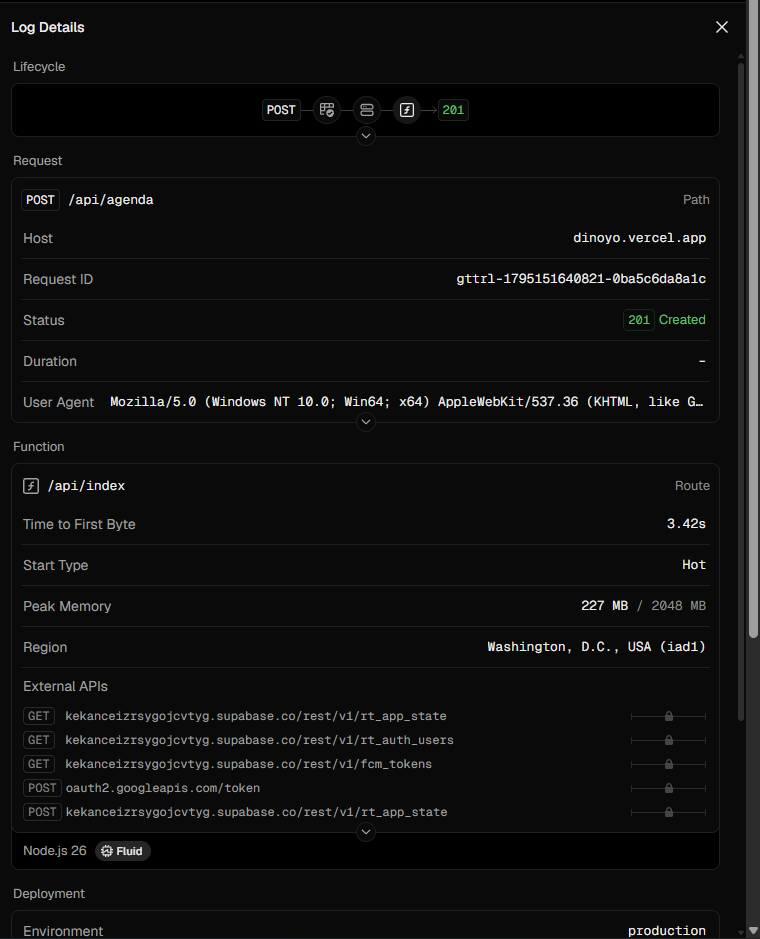 Log Details
Lifecycle
POST 201
Request
POST /api/agenda Path
Host dinoyo.vercel.app
Request ID gttrl-1795151640821-0ba5c6da8a1c
Status 201 Created
Duration –
User Agent Mozilla/5.0 (Windows NT 10.0; Win64; x64) AppleWebKit/537.36 (KHTML, like G…
Function
/api/index Route
Time to First Byte 3.42s
Start Type Hot
Peak Memory 227 MB / 2048 MB
Region Washington, D.C., USA (iad1)
External APIs
GET kekanceizrsygojcvtyg.supabase.co/rest/v1/rt_app_state
GET kekanceizrsygojcvtyg.supabase.co/rest/v1/rt_auth_users
GET kekanceizrsygojcvtyg.supabase.co/rest/v1/fcm_tokens
POST oauth2.googleapis.com/token
POST kekanceizrsygojcvtyg.supabase.co/rest/v1/rt_app_state
Node.js 26 Fluid
Deployment
Environment production